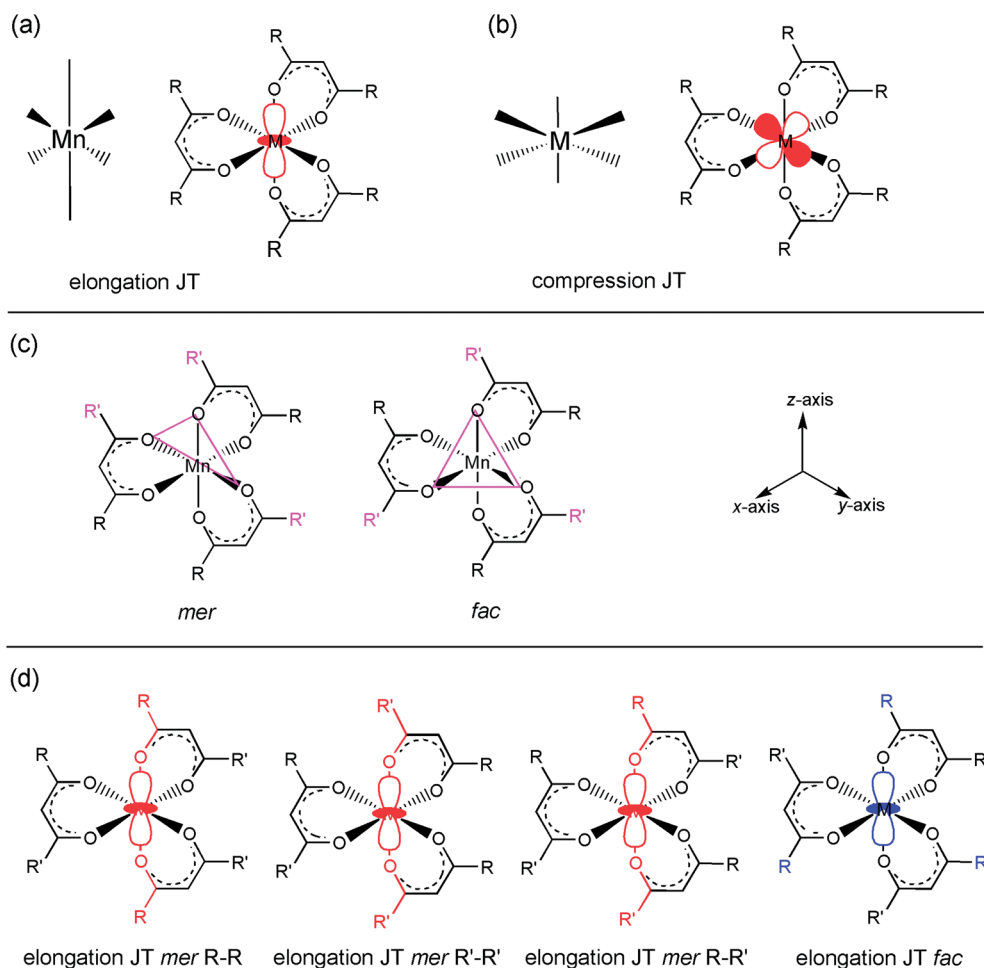 (a)
Mn
R
R
R
O
O
O
O
O
O
M
R
R
R
elongation JT
(b)
M
R
R
R
O
O
O
O
O
O
M
R
R
R
compression JT
(c)
R'
R'
R
O
O
O
Mn
O
O
O
R
R'
R
mer
R'
R
R
O
O
O
Mn
O
O
O
R'
R'
R
fac
z-axis
x-axis
y-axis
(d)
R
R
R'
O
O
O
O
O
O
R'
R'
R
elongation JT mer R-R
R'
R
R
O
O
O
O
O
O
R'
R
R'
elongation JT mer R'-R'
R
R
R'
O
O
O
O
O
O
R'
R
R'
elongation JT mer R-R'
R
R'
R'
O
O
O
M
O
O
O
R
R
R'
elongation JT fac